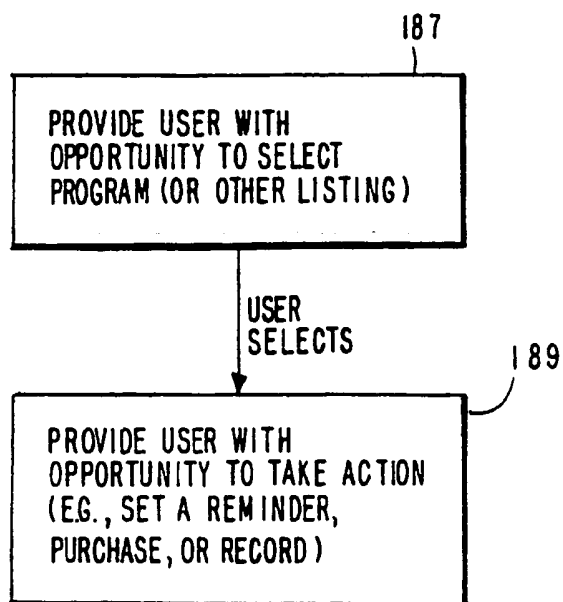 187
PROVIDE USER WITH
OPPORTUNITY TO SELECT
PROGRAM (OR OTHER LISTING)
USER
SELECTS
189
PROVIDE USER WITH
OPPORTUNITY TO TAKE ACTION
(E.G., SET A REMINDER,
PURCHASE, OR RECORD)